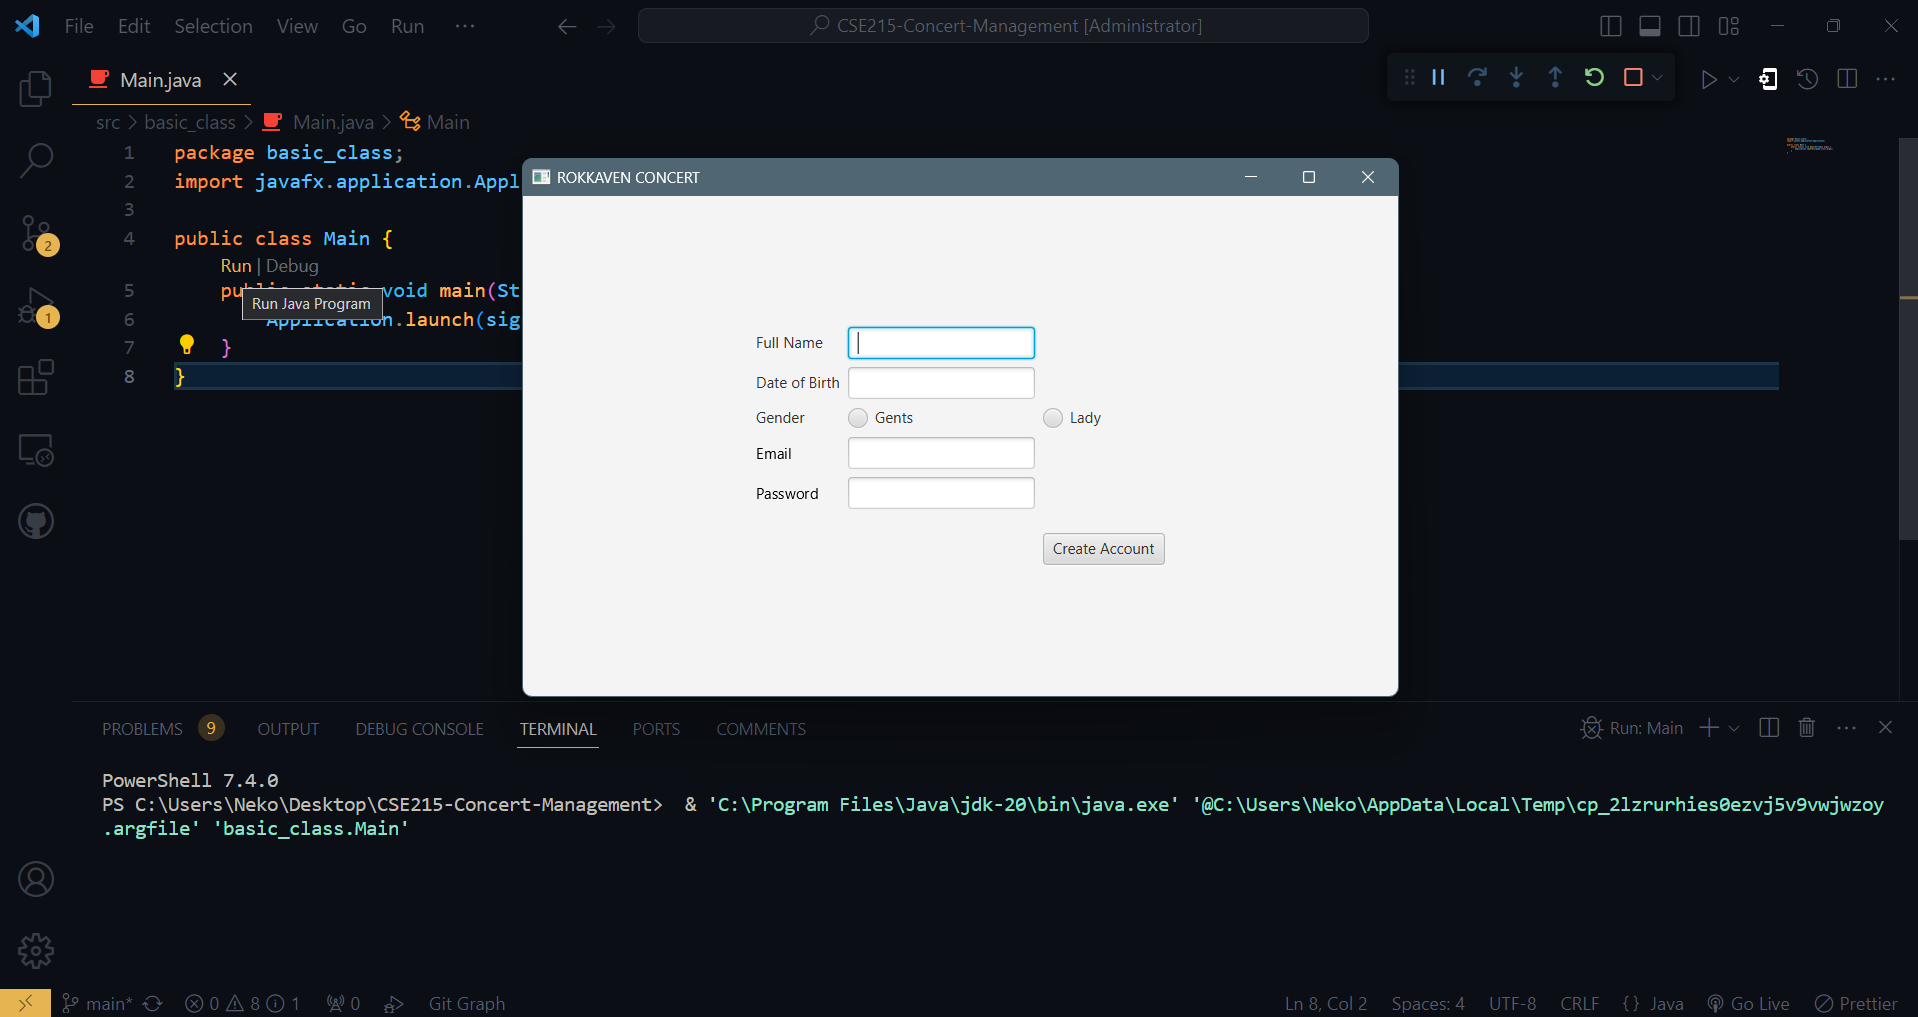 File Edit Selection View Go Run ···
CSE215-Concert-Management [Administrator]
Main.java
src > basic_class > Main.java > Main
1 package basic_class;
2 import javafx.application.Appl
3
4 public class Main {
Run | Debug
5 public static void main(St
Run Java Program
6 Application.launch(sig
7 }
8 }
ROKKAVEN CONCERT
Full Name
Date of Birth
Gender Gents Lady
Email
Password
Create Account
2
1
PROBLEMS 9 OUTPUT DEBUG CONSOLE TERMINAL PORTS COMMENTS
Run: Main
PowerShell 7.4.0
PS C:\Users\Neko\Desktop\CSE215-Concert-Management> & 'C:\Program Files\Java\jdk-20\bin\java.exe' '@C:\Users\Neko\AppData\Local\Temp\cp_2lzrurhies0ezvj5v9vwjwzoy
.argfile' 'basic_class.Main'
main* 0 8 1 0 Git Graph
Ln 8, Col 2 Spaces: 4 UTF-8 CRLF {} Java Go Live Prettier